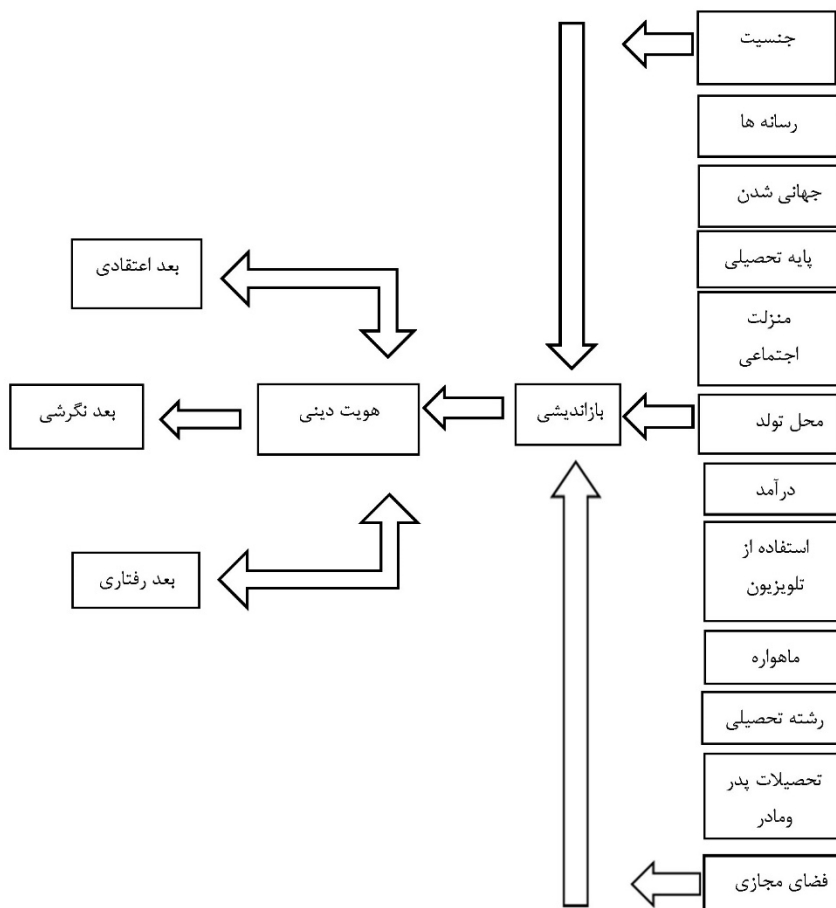 جنسیت
رسانه ها
جهانی شدن
پایه تحصیلی
منزلت
اجتماعی
محل تولد
درآمد
استفاده از
تلویزیون
ماهواره
رشته تحصیلی
تحصیلات پدر
ومادر
فضای مجازی
بازاندیشی
هویت دینی
بعد اعتقادی
بعد نگرشی
بعد رفتاری